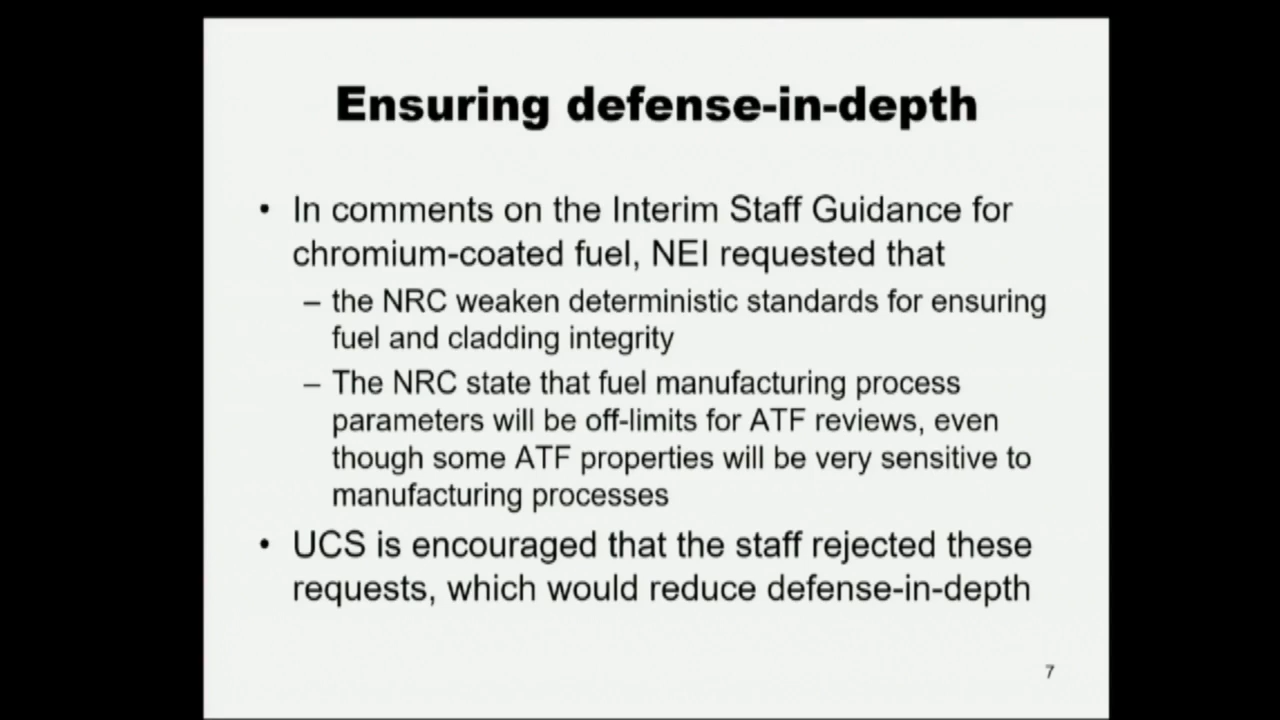 Ensuring defense-in-depth
• In comments on the Interim Staff Guidance for
chromium-coated fuel, NEI requested that
– the NRC weaken deterministic standards for ensuring
fuel and cladding integrity
– The NRC state that fuel manufacturing process
parameters will be off-limits for ATF reviews, even
though some ATF properties will be very sensitive to
manufacturing processes
• UCS is encouraged that the staff rejected these
requests, which would reduce defense-in-depth
7